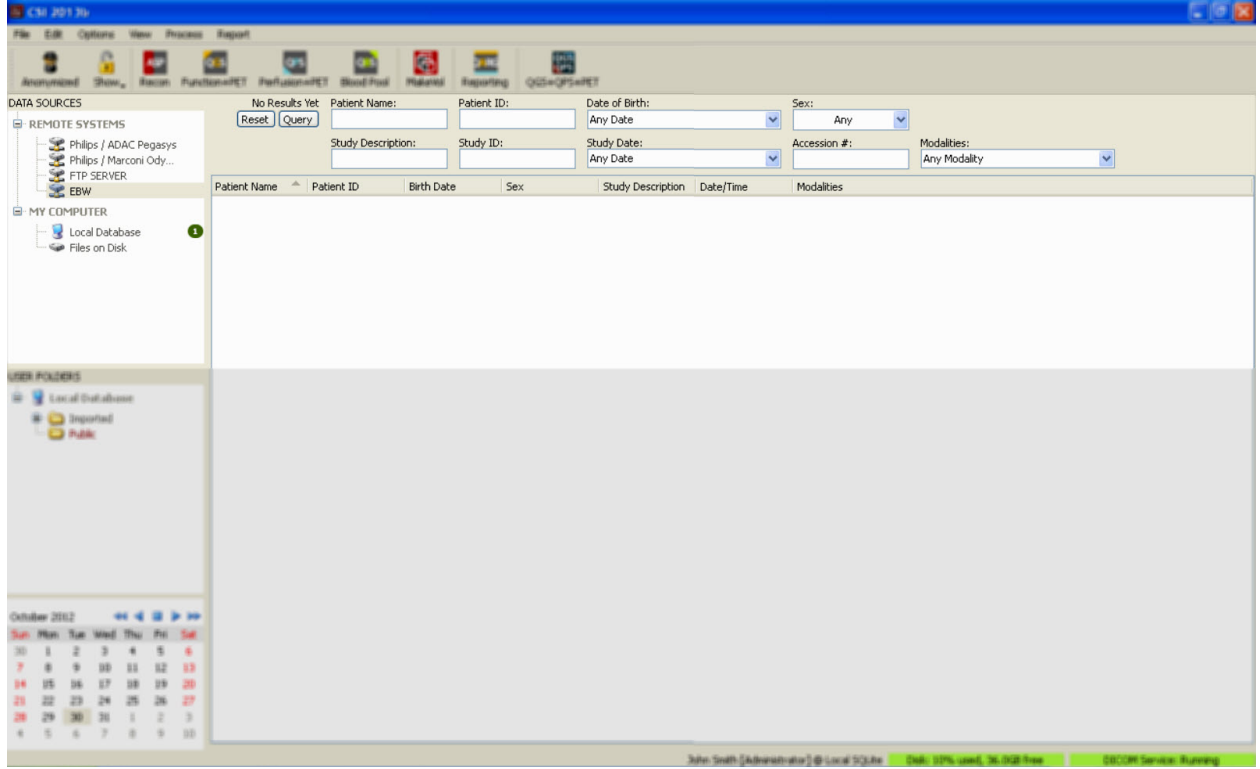 CSI 2013b
File Edit Options View Process Report
Anonymized Show Recon Function+PET Perfusion+PET Blood Pool Makeviol Reporting QGS+QPS+PET
DATA SOURCES
No Results Yet Patient Name: Patient ID: Date of Birth: Sex:
REMOTE SYSTEMS
Reset Query Any Date Any
Philips / ADAC Pegasys
Study Description: Study ID: Study Date: Accession #: Modalities:
Philips / Marconi Ody...
Any Date Any Modality
FTP SERVER
EBW
Patient Name Patient ID Birth Date Sex Study Description Date/Time Modalities
MY COMPUTER
Local Database 1
Files on Disk
USER FOLDERS
Local Database
Imported
Public
October 2012
Sun Mon Tue Wed Thu Fri Sat
30 1 2 3 4 5 6
7 8 9 10 11 12 13
14 15 16 17 18 19 20
21 22 23 24 25 26 27
28 29 30 31 1 2 3
4 5 6 7 8 9 10
John Smith [Administrator] @ Local SQLite Disk: 10% used, 36.0GB free DICOM Service: Running